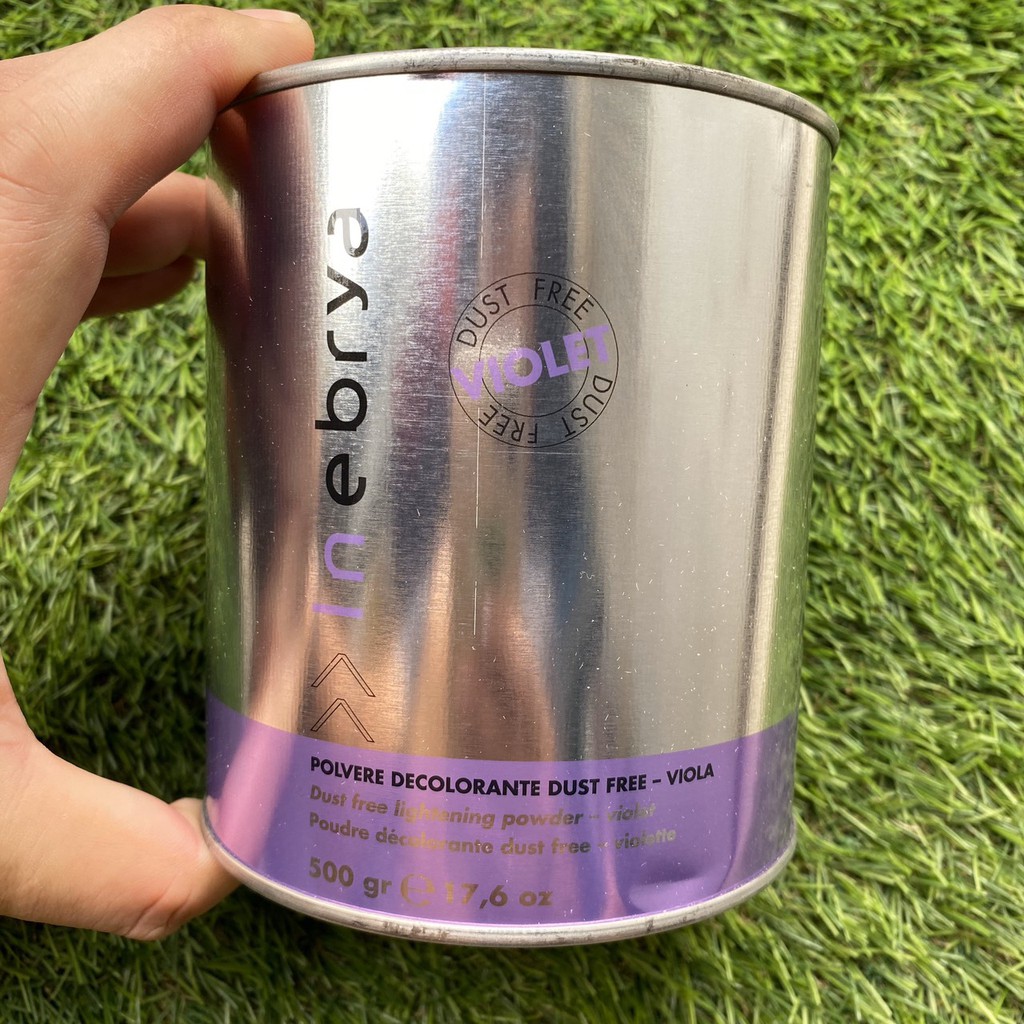 inebrya
DUST FREE
VIOLET
DUST FREE
POLVERE DECOLORANTE DUST FREE – VIOLA
Dust free lightening powder – violet
Poudre décolorante dust free – violette
500 gr ℮ 17,6 oz